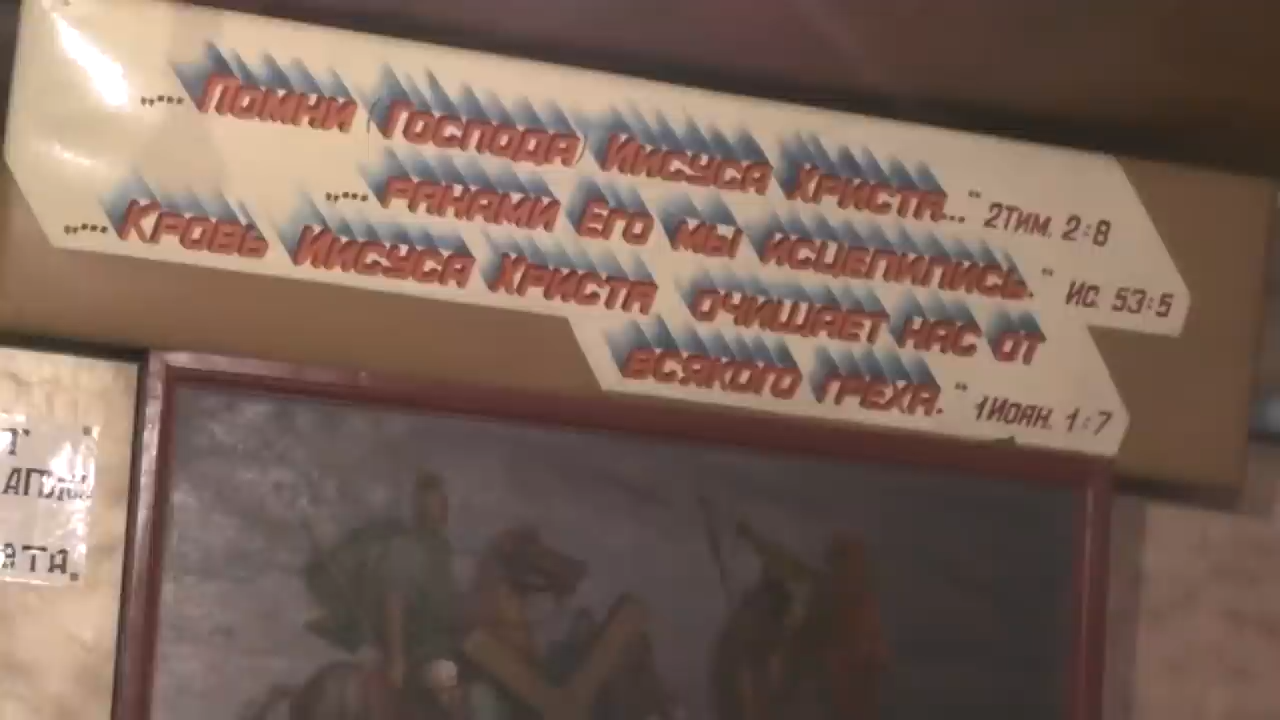 „... Помни (Господа) Иисуса Христа..." 2Тим. 2:8
„... ранами Его мы исцелились." Ис. 53:5
„... Кровь Иисуса Христа очищает нас от
всякого греха." 1Иоан. 1:7
АТА.